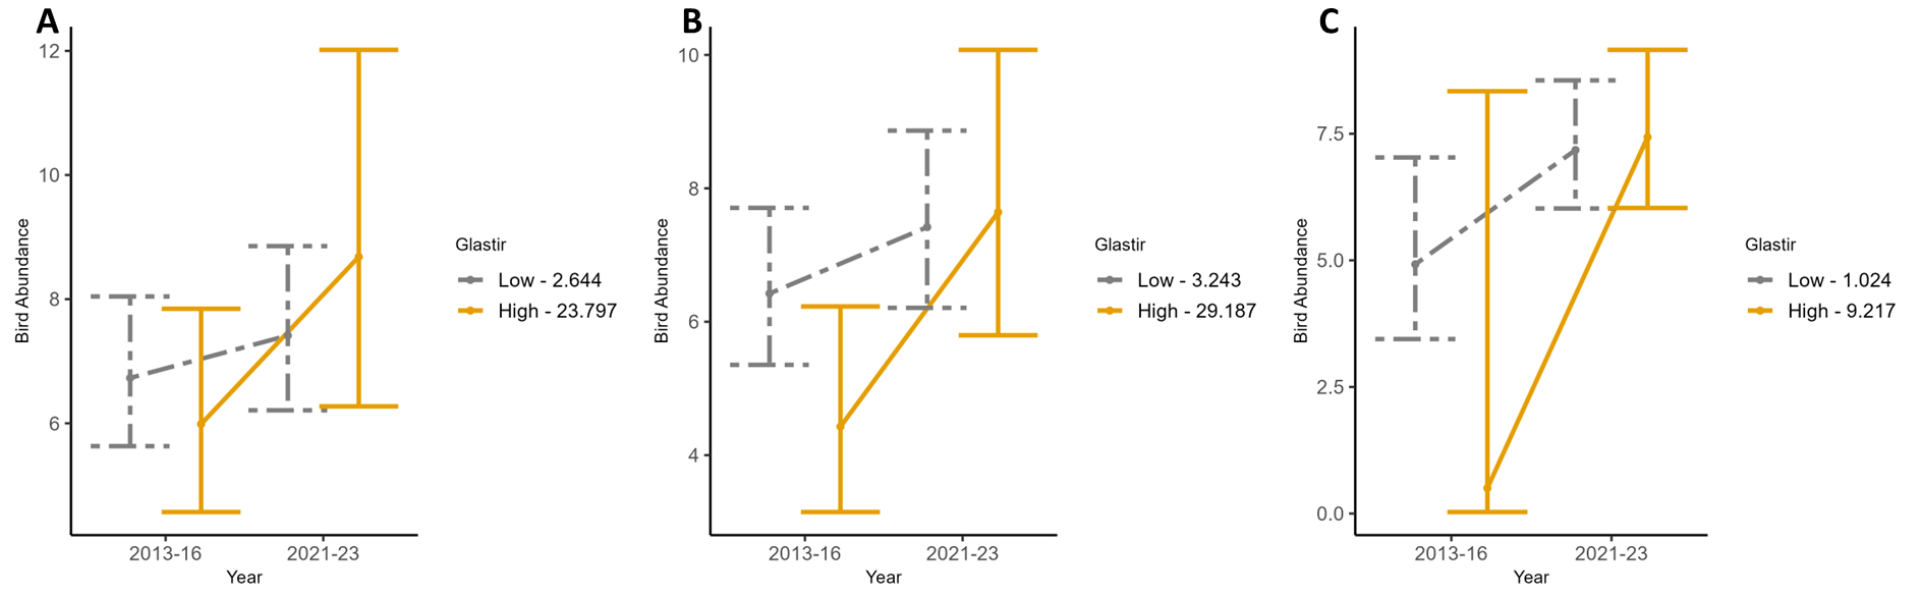 A
12
10
8
6
Bird Abundance
2013-16
2021-23
Year
Glastir
Low - 2.644
High - 23.797
B
10
8
6
4
Bird Abundance
2013-16
2021-23
Year
Glastir
Low - 3.243
High - 29.187
C
7.5
5.0
2.5
0.0
Bird Abundance
2013-16
2021-23
Year
Glastir
Low - 1.024
High - 9.217